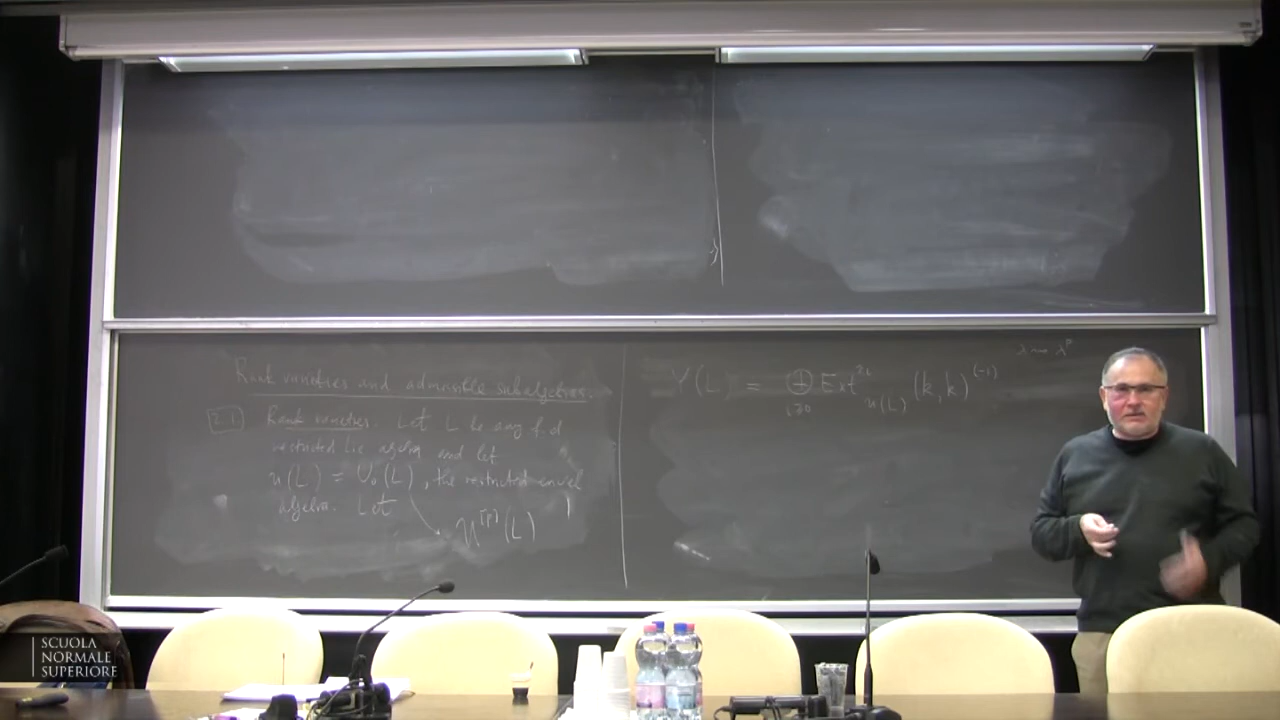 Rank varieties and admissible subalgebras.
2.1 Rank varieties. Let L be any f.d
restricted Lie algebra and let
u(L) = U₀(L), the restricted envel
algebra. Let
𝒰^[p](L)
λ → λ^p
Y(L) = ⊕_{i≥0} Ext^{2i}_{u(L)} (k,k)^{(-1)}
SCUOLA
NORMALE
SUPERIORE